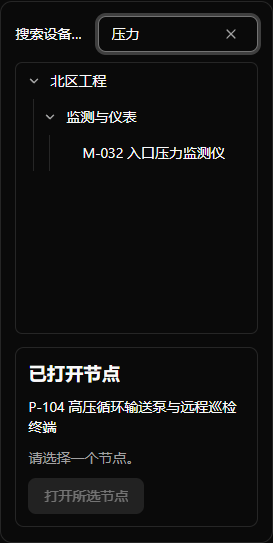 搜索设备...
压力
北区工程
监测与仪表
M-032 入口压力监测仪
已打开节点
P-104 高压循环输送泵与远程巡检
终端
请选择一个节点。
打开所选节点